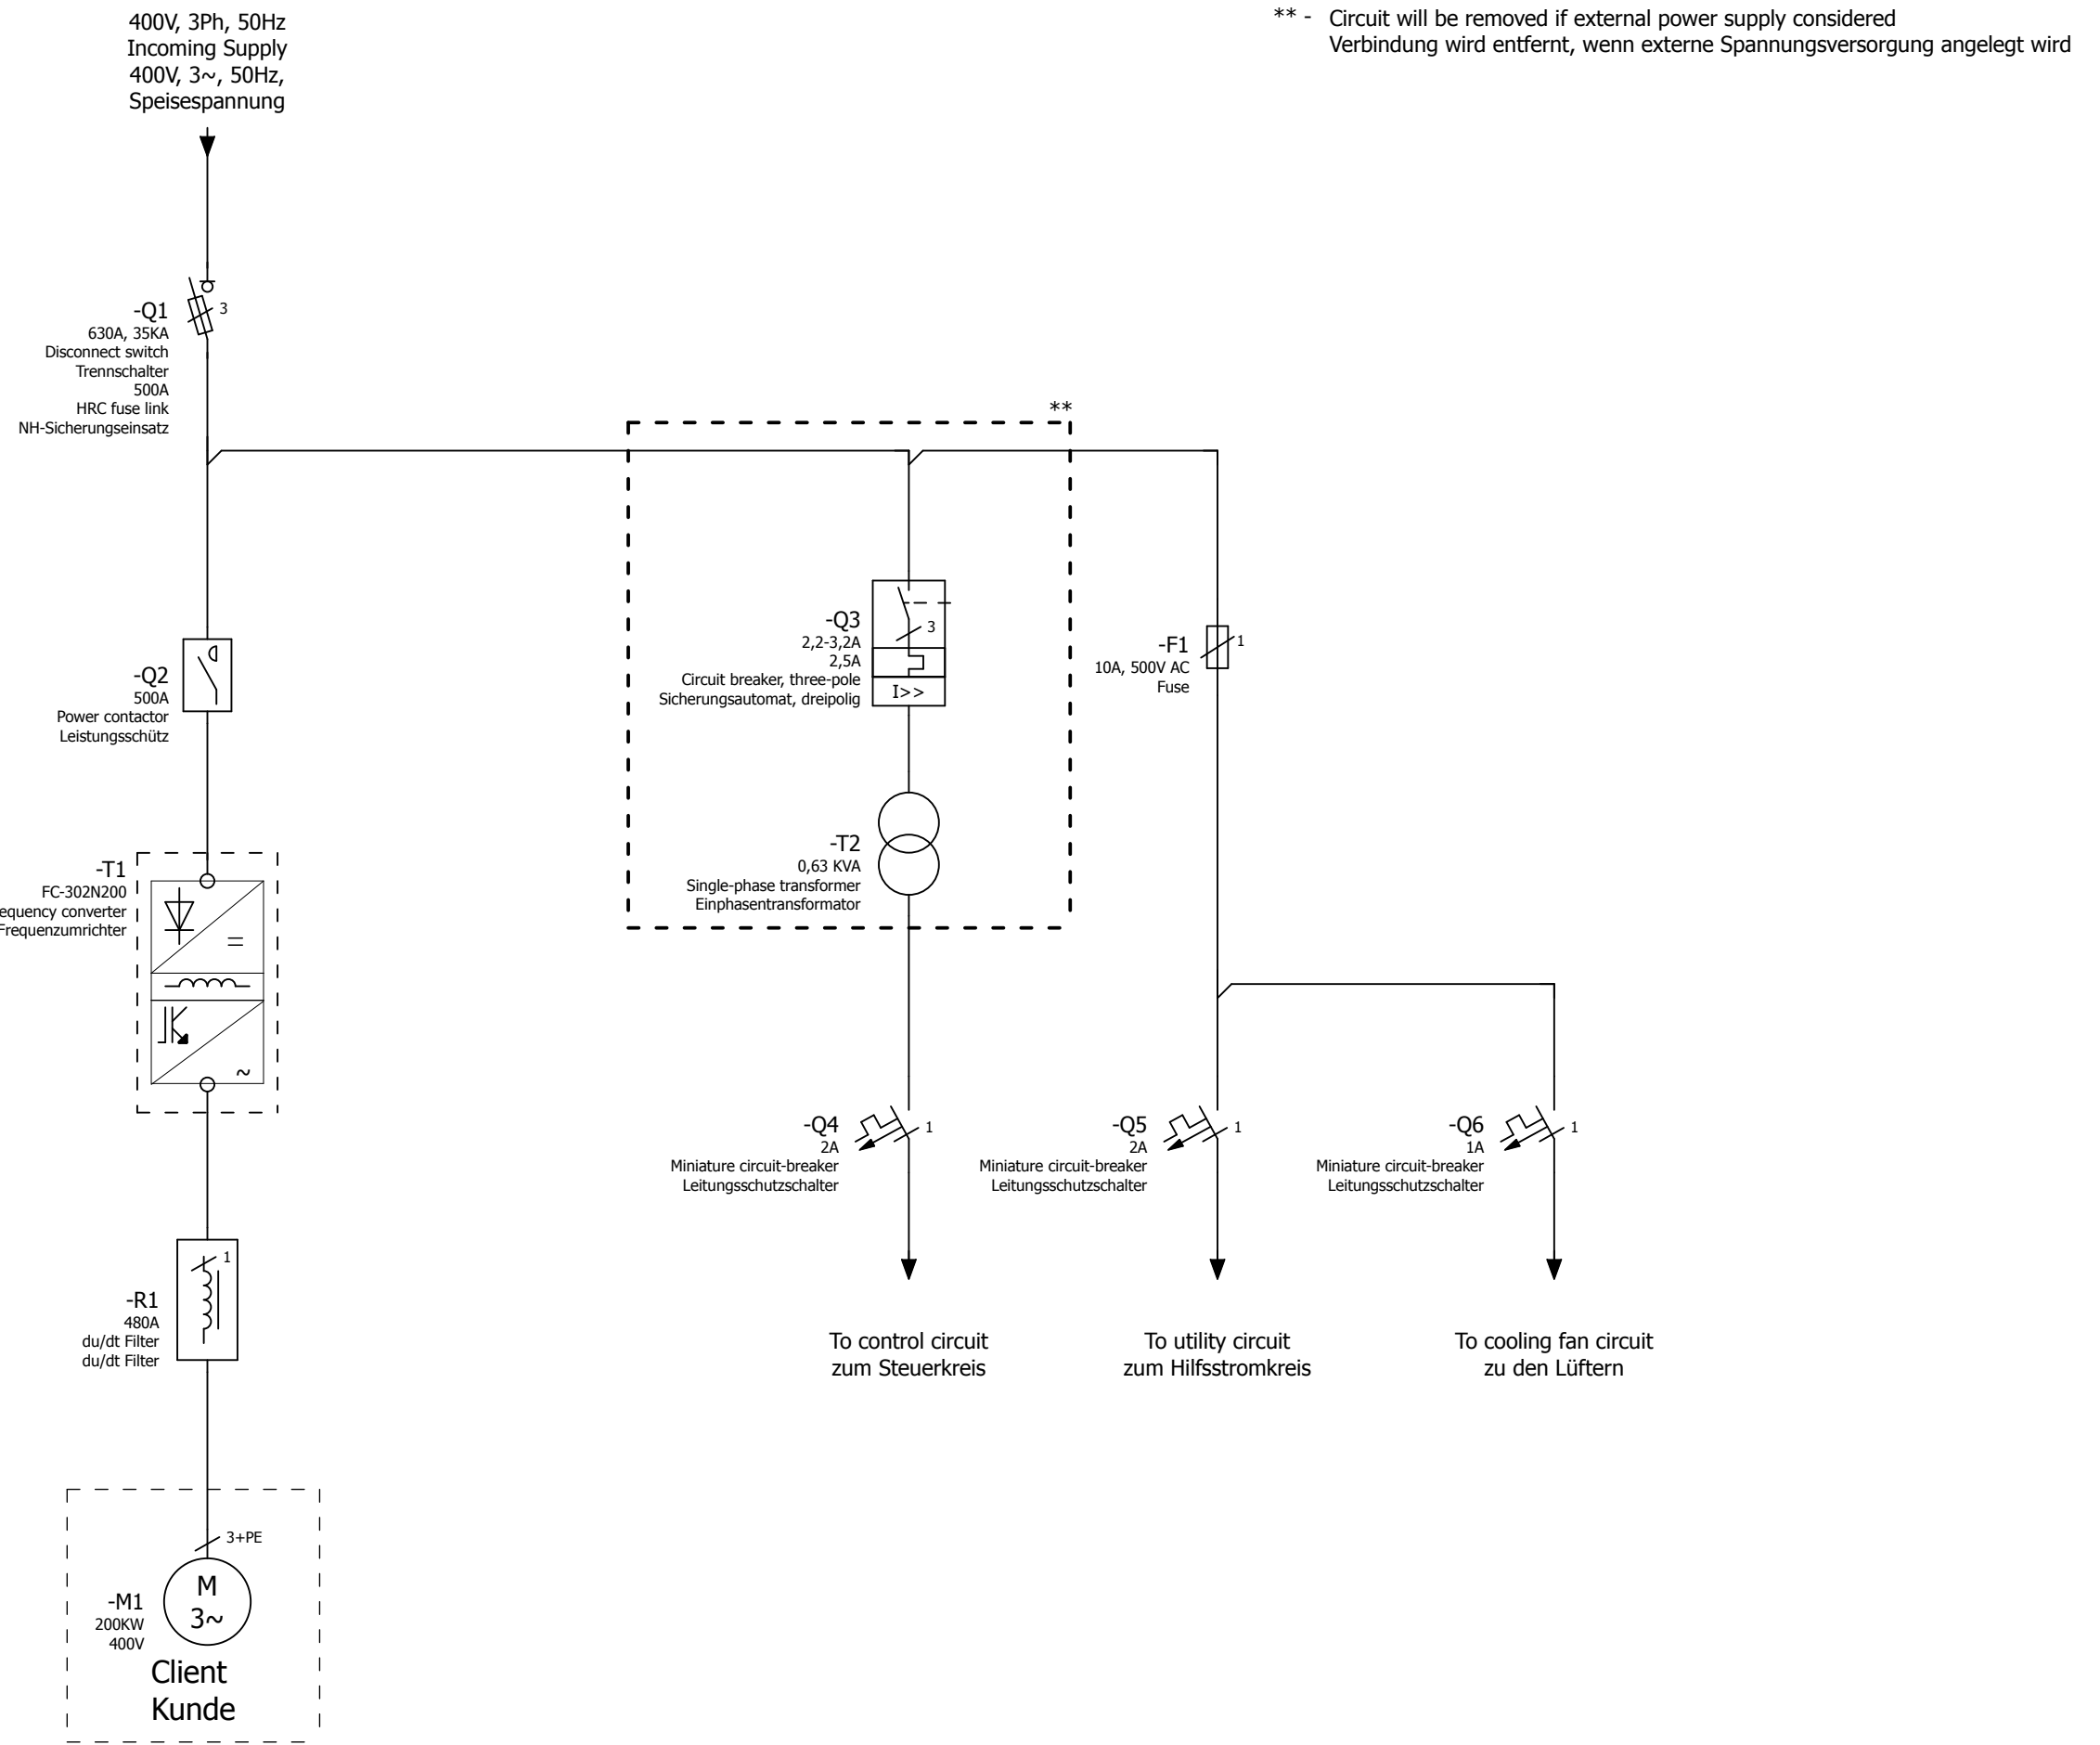 400V, 3Ph, 50Hz
Incoming Supply
400V, 3~, 50Hz,
Speisespannung
** - Circuit will be removed if external power supply considered
Verbindung wird entfernt, wenn externe Spannungsversorgung angelegt wird
-Q1
3
630A, 35KA
Disconnect switch
Trennschalter
500A
HRC fuse link
NH-Sicherungseinsatz
**
-Q2
500A
Power contactor
Leistungsschütz
-Q3
3
2,2-3,2A
2,5A
Circuit breaker, three-pole
Sicherungsautomat, dreipolig
I>>
-F1
1
10A, 500V AC
Fuse
-T2
0,63 KVA
Single-phase transformer
Einphasentransformator
-T1
FC-302N200
equency converter
Frequenzumrichter
=
~
-Q4
1
2A
Miniature circuit-breaker
Leitungsschutzschalter
-Q5
1
2A
Miniature circuit-breaker
Leitungsschutzschalter
-Q6
1
1A
Miniature circuit-breaker
Leitungsschutzschalter
-R1
1
480A
du/dt Filter
du/dt Filter
To control circuit
zum Steuerkreis
To utility circuit
zum Hilfsstromkreis
To cooling fan circuit
zu den Lüftern
3+PE
-M1
200KW
400V
M
3~
Client
Kunde